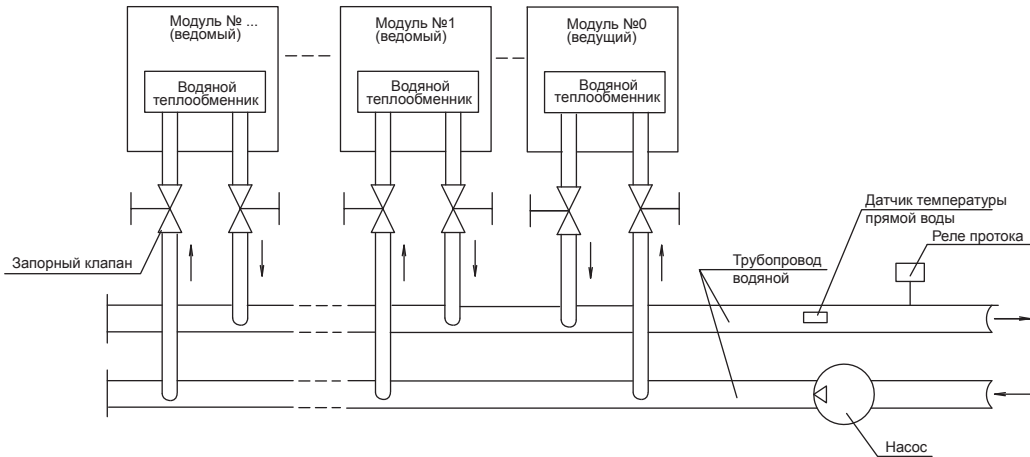 Модуль № ...
(ведомый)
Водяной
теплообменник
Модуль №1
(ведомый)
Водяной
теплообменник
Модуль №0
(ведущий)
Водяной
теплообменник
Датчик температуры
прямой воды
Реле протока
Запорный клапан
Трубопровод
водяной
Насос